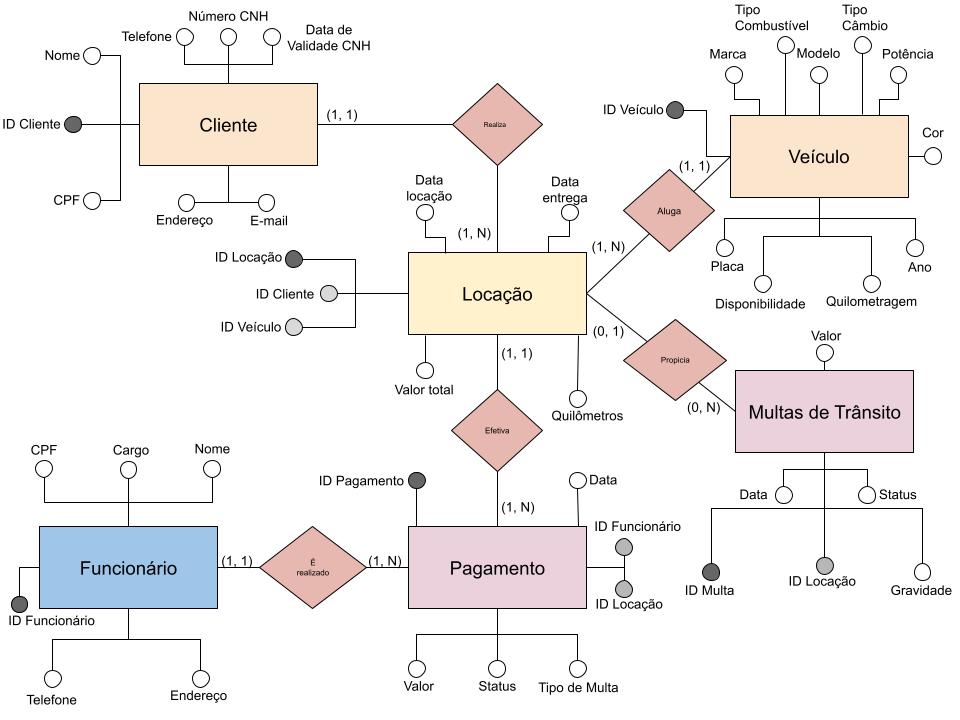 Número CNH
Telefone
Data de
Validade CNH
Nome
ID Cliente
Cliente
CPF
Endereço
E-mail
(1, 1)
Realiza
(1, N)
Tipo
Combustível
Tipo
Câmbio
Marca
Modelo
Potência
ID Veículo
Veículo
Cor
(1, 1)
Aluga
(1, N)
Placa
Ano
Disponibilidade
Quilometragem
Data
locação
Data
entrega
ID Locação
ID Cliente
ID Veículo
Locação
Valor total
Quilômetros
(0, 1)
Propicia
(0, N)
Valor
Multas de Trânsito
Data
Status
ID Multa
ID Locação
Gravidade
(1, 1)
Efetiva
(1, N)
CPF
Cargo
Nome
Funcionário
ID Funcionário
Telefone
Endereço
(1, 1)
É
realizado
(1, N)
ID Pagamento
Data
Pagamento
ID Funcionário
ID Locação
Valor
Status
Tipo de Multa